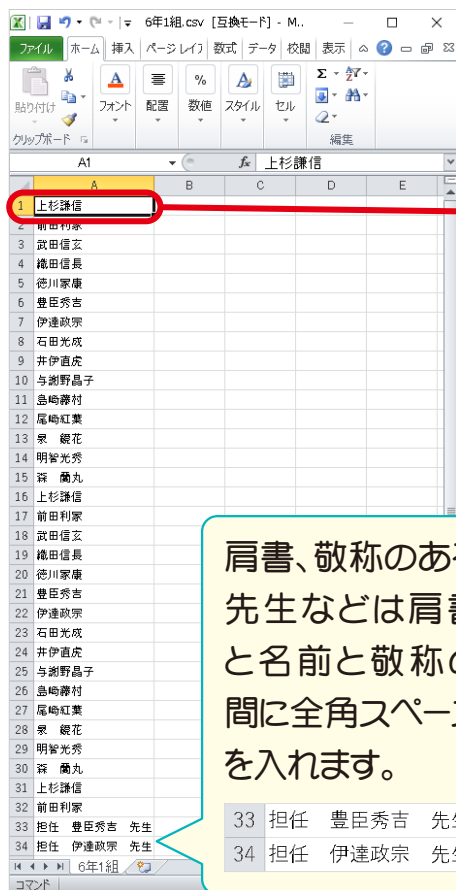 6年1組.csv [互換モード] - M..
ファイル ホーム 挿入 ページ レイア 数式 データ 校閲 表示
貼り付け フォント 配置 数値 スタイル セル
クリップボード 編集
A1 fx 上杉謙信
A B C D E
1 上杉謙信
2 前田利家
3 武田信玄
4 織田信長
5 徳川家康
6 豊臣秀吉
7 伊達政宗
8 石田光成
9 井伊直虎
10 与謝野晶子
11 島崎藤村
12 尾崎紅葉
13 泉 鏡花
14 明智光秀
15 森 蘭丸
16 上杉謙信
17 前田利家
18 武田信玄
19 織田信長
20 徳川家康
21 豊臣秀吉
22 伊達政宗
23 石田光成
24 井伊直虎
25 与謝野晶子
26 島崎藤村
27 尾崎紅葉
28 泉 鏡花
29 明智光秀
30 森 蘭丸
31 上杉謙信
32 前田利家
33 担任 豊臣秀吉 先生
34 担任 伊達政宗 先生
6年1組
コマンド
肩書、敬称のある
先生などは肩書
と名前と敬称の
間に全角スペース
を入れます。
33 担任 豊臣秀吉 先生
34 担任 伊達政宗 先生